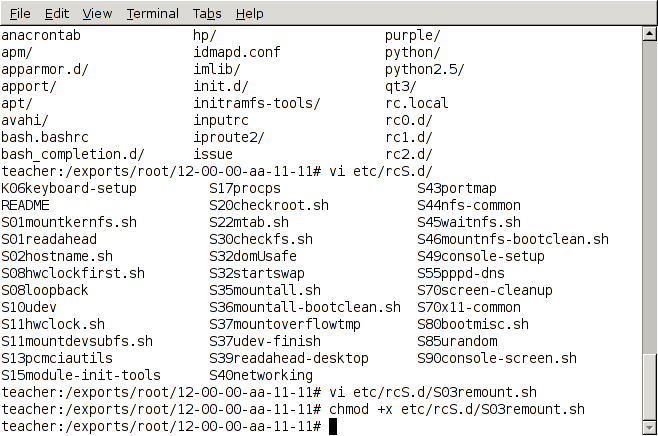 File Edit View Terminal Tabs Help
anacrontab hp/ purple/
apm/ idmapd.conf python/
apparmor.d/ imlib/ python2.5/
apport/ init.d/ qt3/
apt/ initramfs-tools/ rc.local
avahi/ inputrc rc0.d/
bash.bashrc iproute2/ rc1.d/
bash_completion.d/ issue rc2.d/
teacher:/exports/root/12-00-00-aa-11-11# vi etc/rcS.d/
K06keyboard-setup S17procps S43portmap
README S20checkroot.sh S44nfs-common
S01mountkernfs.sh S22mtab.sh S45waitnfs.sh
S01readahead S30checkfs.sh S46mountnfs-bootclean.sh
S02hostname.sh S32domUsafe S49console-setup
S08hwclockfirst.sh S32startswap S55pppd-dns
S08loopback S35mountall.sh S70screen-cleanup
S10udev S36mountall-bootclean.sh S70x11-common
S11hwclock.sh S37mountoverflowtmp S80bootmisc.sh
S11mountdevsubfs.sh S37udev-finish S85urandom
S13pcmciautils S39readahead-desktop S90console-screen.sh
S15module-init-tools S40networking
teacher:/exports/root/12-00-00-aa-11-11# vi etc/rcS.d/S03remount.sh
teacher:/exports/root/12-00-00-aa-11-11# chmod +x etc/rcS.d/S03remount.sh
teacher:/exports/root/12-00-00-aa-11-11#